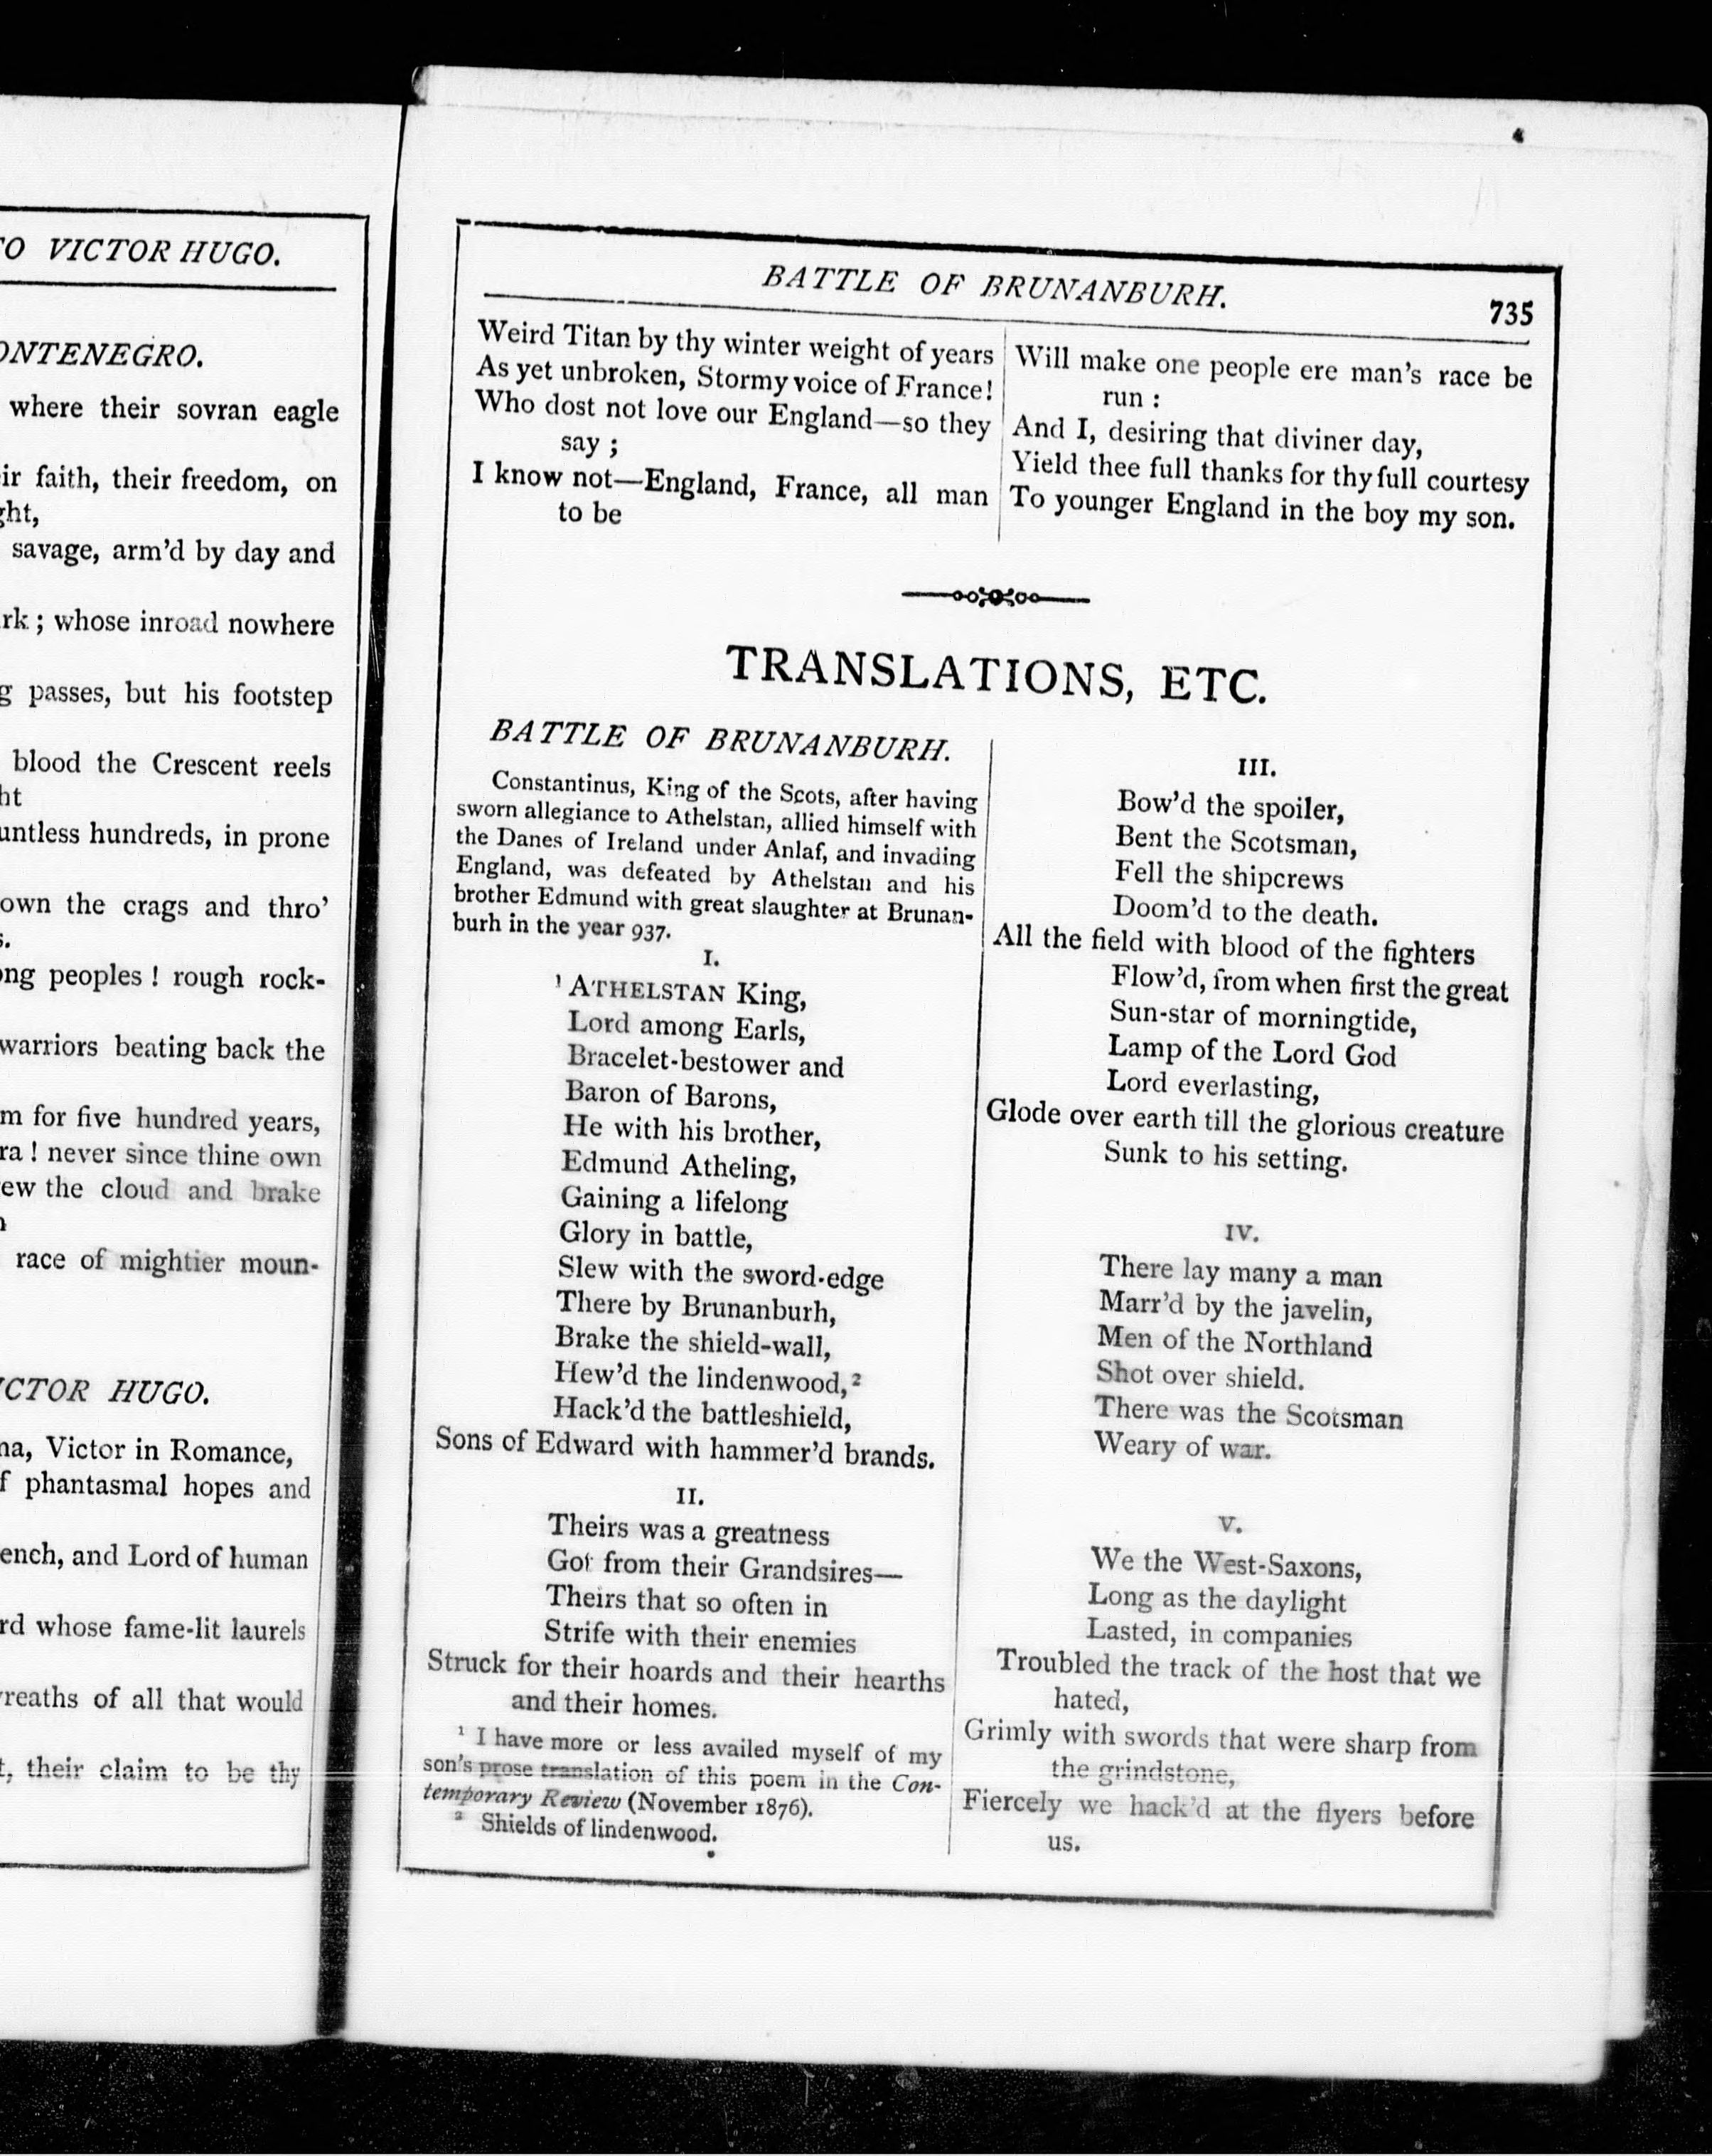 TO VICTOR HUGO.
ONTENEGRO.
where their sovran eagle
ir faith, their freedom, on
ght,
savage, arm'd by day and
rk ; whose inroad nowhere
g passes, but his footstep
blood the Crescent reels
ht
untless hundreds, in prone
own the crags and thro'
s.
ong peoples ! rough rock-
warriors beating back the
m for five hundred years,
ra ! never since thine own
ew the cloud and brake
race of mightier moun-
ICTOR HUGO.
ma, Victor in Romance,
f phantasmal hopes and
ench, and Lord of human
rd whose fame-lit laurels
reaths of all that would
t, their claim to be thy
BATTLE OF BRUNANBURH.
735
Weird Titan by thy winter weight of years
As yet unbroken, Stormy voice of France!
Who dost not love our England—so they
say ;
I know not—England, France, all man
to be
Will make one people ere man's race be
run :
And I, desiring that diviner day,
Yield thee full thanks for thy full courtesy
To younger England in the boy my son.
TRANSLATIONS, ETC.
BATTLE OF BRUNANBURH.
Constantinus, King of the Scots, after having
sworn allegiance to Athelstan, allied himself with
the Danes of Ireland under Anlaf, and invading
England, was defeated by Athelstan and his
brother Edmund with great slaughter at Brunan-
burh in the year 937.
I.
¹ ATHELSTAN King,
Lord among Earls,
Bracelet-bestower and
Baron of Barons,
He with his brother,
Edmund Atheling,
Gaining a lifelong
Glory in battle,
Slew with the sword-edge
There by Brunanburh,
Brake the shield-wall,
Hew'd the lindenwood,²
Hack'd the battleshield,
Sons of Edward with hammer'd brands.
II.
Theirs was a greatness
Got from their Grandsires—
Theirs that so often in
Strife with their enemies
Struck for their hoards and their hearths
and their homes.
¹ I have more or less availed myself of my
son's prose translation of this poem in the Con-
temporary Review (November 1876).
² Shields of lindenwood.
III.
Bow'd the spoiler,
Bent the Scotsman,
Fell the shipcrews
Doom'd to the death.
All the field with blood of the fighters
Flow'd, from when first the great
Sun-star of morningtide,
Lamp of the Lord God
Lord everlasting,
Glode over earth till the glorious creature
Sunk to his setting.
IV.
There lay many a man
Marr'd by the javelin,
Men of the Northland
Shot over shield.
There was the Scotsman
Weary of war.
V.
We the West-Saxons,
Long as the daylight
Lasted, in companies
Troubled the track of the host that we
hated,
Grimly with swords that were sharp from
the grindstone,
Fiercely we hack'd at the flyers before
us.